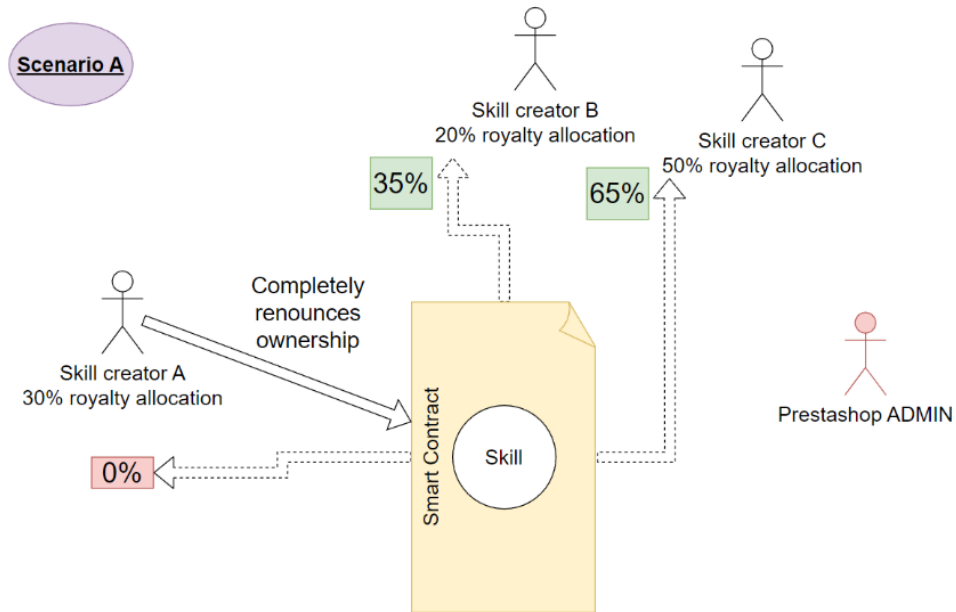 Scenario A
Skill creator B
20% royalty allocation
Skill creator C
50% royalty allocation
35%
65%
Completely
renounces
ownership
Skill creator A
30% royalty allocation
Prestashop ADMIN
0%
Smart Contract
Skill